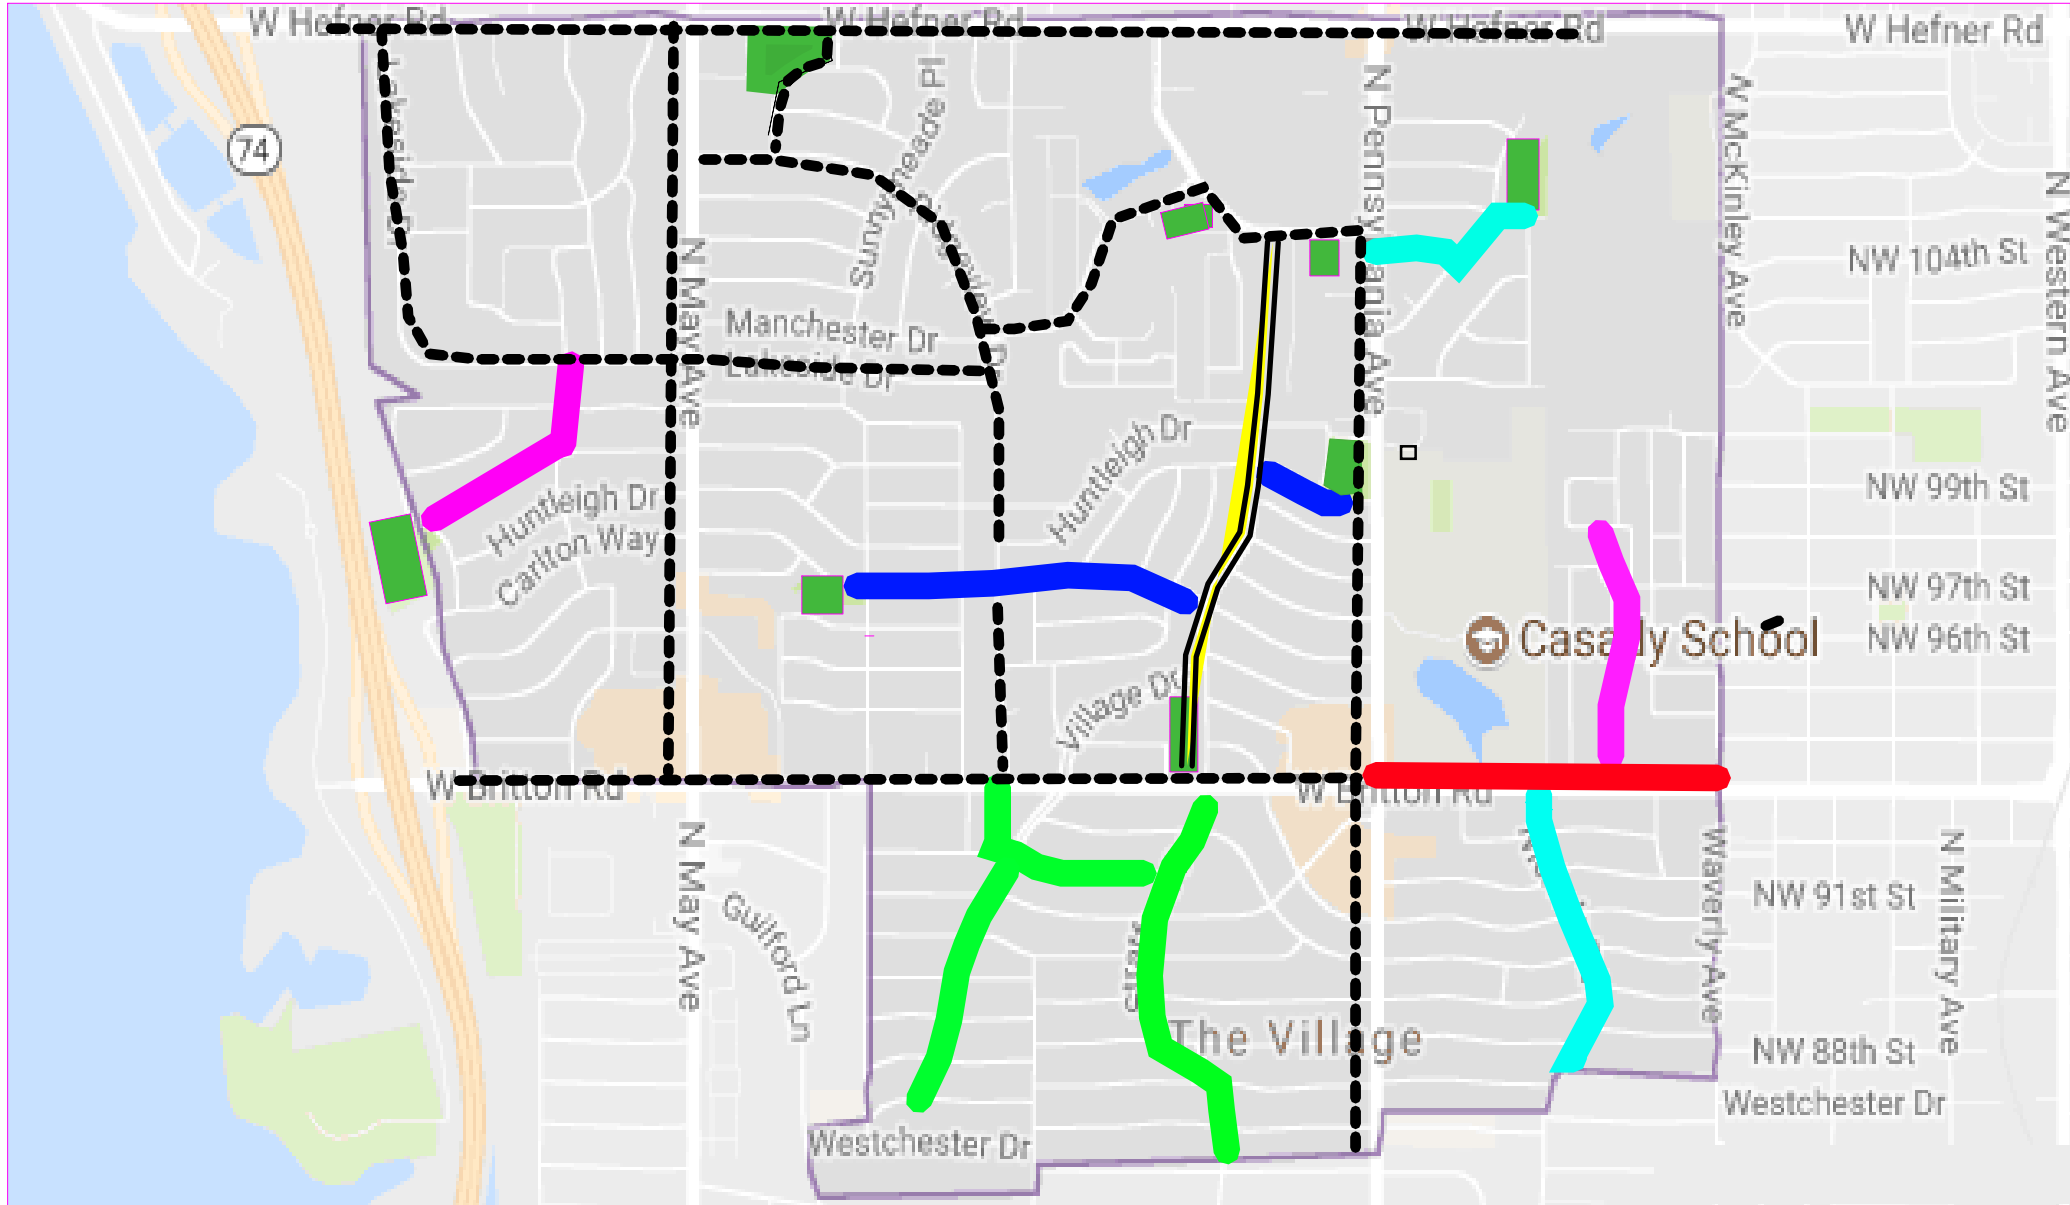 W Hefner Rd
W Hefner Rd
W Hefner Rd
W Hefner Rd
74
Lakeside Dr
Sunnymeade Pl
N Pennsylvania Ave
N McKinley Ave
N Western Ave
NW 104th St
N May Ave
Manchester Dr
Lakeside Dr
Huntleigh Dr
Huntleigh Dr
Carlton Way
NW 99th St
NW 97th St
NW 96th St
Casady School
Village Dr
W Britton Rd
W Britton Rd
N May Ave
Guilford Ln
Waverly Ave
N Military Ave
NW 91st St
The Village
NW 88th St
Westchester Dr
Westchester Dr